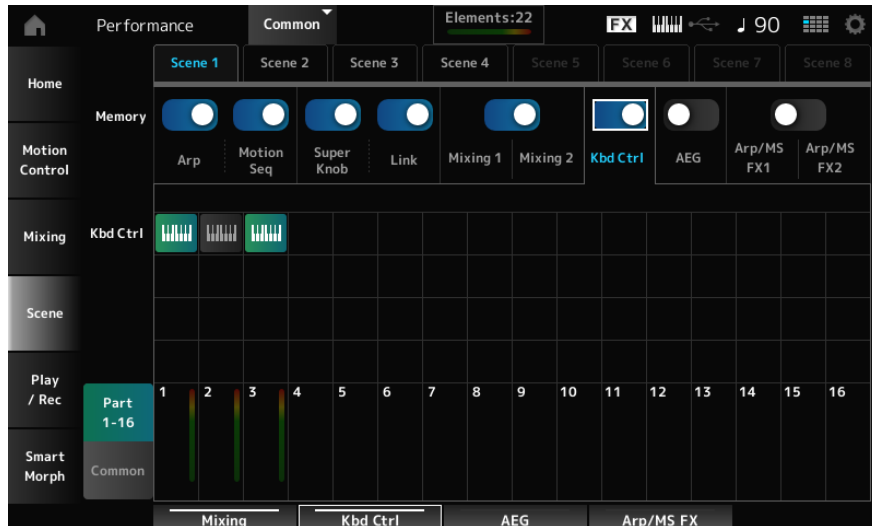 Performance
Common
Elements:22
FX
♩ 90
Scene 1
Scene 2
Scene 3
Scene 4
Scene 5
Scene 6
Scene 7
Scene 8
Home
Motion
Control
Mixing
Scene
Play
/ Rec
Smart
Morph
Memory
Arp
Motion
Seq
Super
Knob
Link
Mixing 1
Mixing 2
Kbd Ctrl
AEG
Arp/MS
FX1
Arp/MS
FX2
Kbd Ctrl
1 2 3 4 5 6 7 8 9 10 11 12 13 14 15 16
Part
1-16
Common
Mixing
Kbd Ctrl
AEG
Arp/MS FX